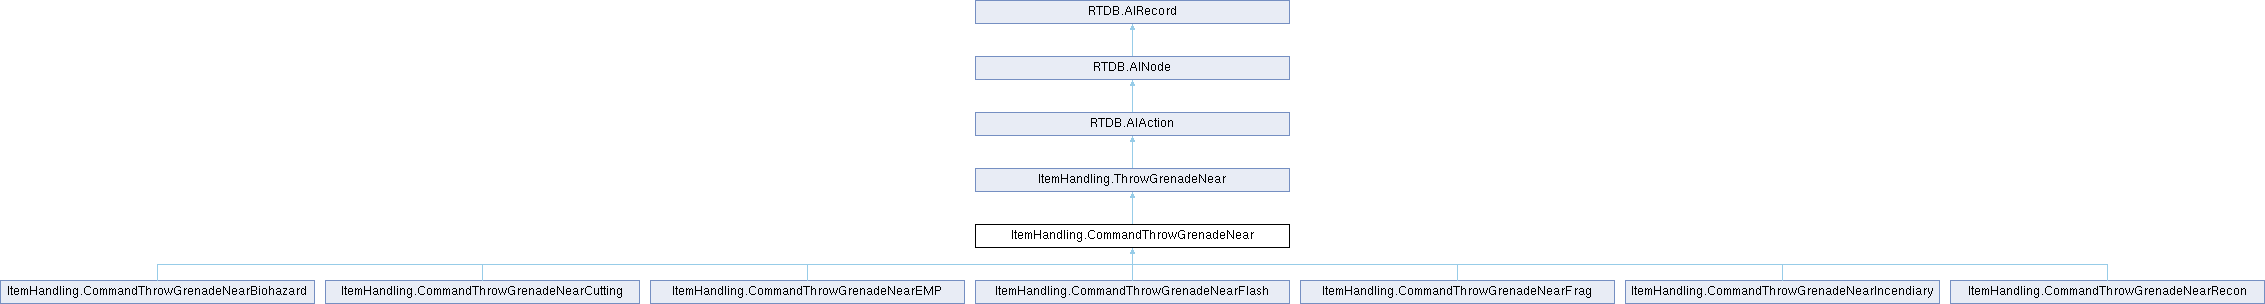 RTDB.AIRecord
RTDB.AINode
RTDB.AIAction
ItemHandling.ThrowGrenadeNear
ItemHandling.CommandThrowGrenadeNear
ItemHandling.CommandThrowGrenadeNearBiohazard
ItemHandling.CommandThrowGrenadeNearCutting
ItemHandling.CommandThrowGrenadeNearEMP
ItemHandling.CommandThrowGrenadeNearFlash
ItemHandling.CommandThrowGrenadeNearFrag
ItemHandling.CommandThrowGrenadeNearIncendiary
ItemHandling.CommandThrowGrenadeNearRecon